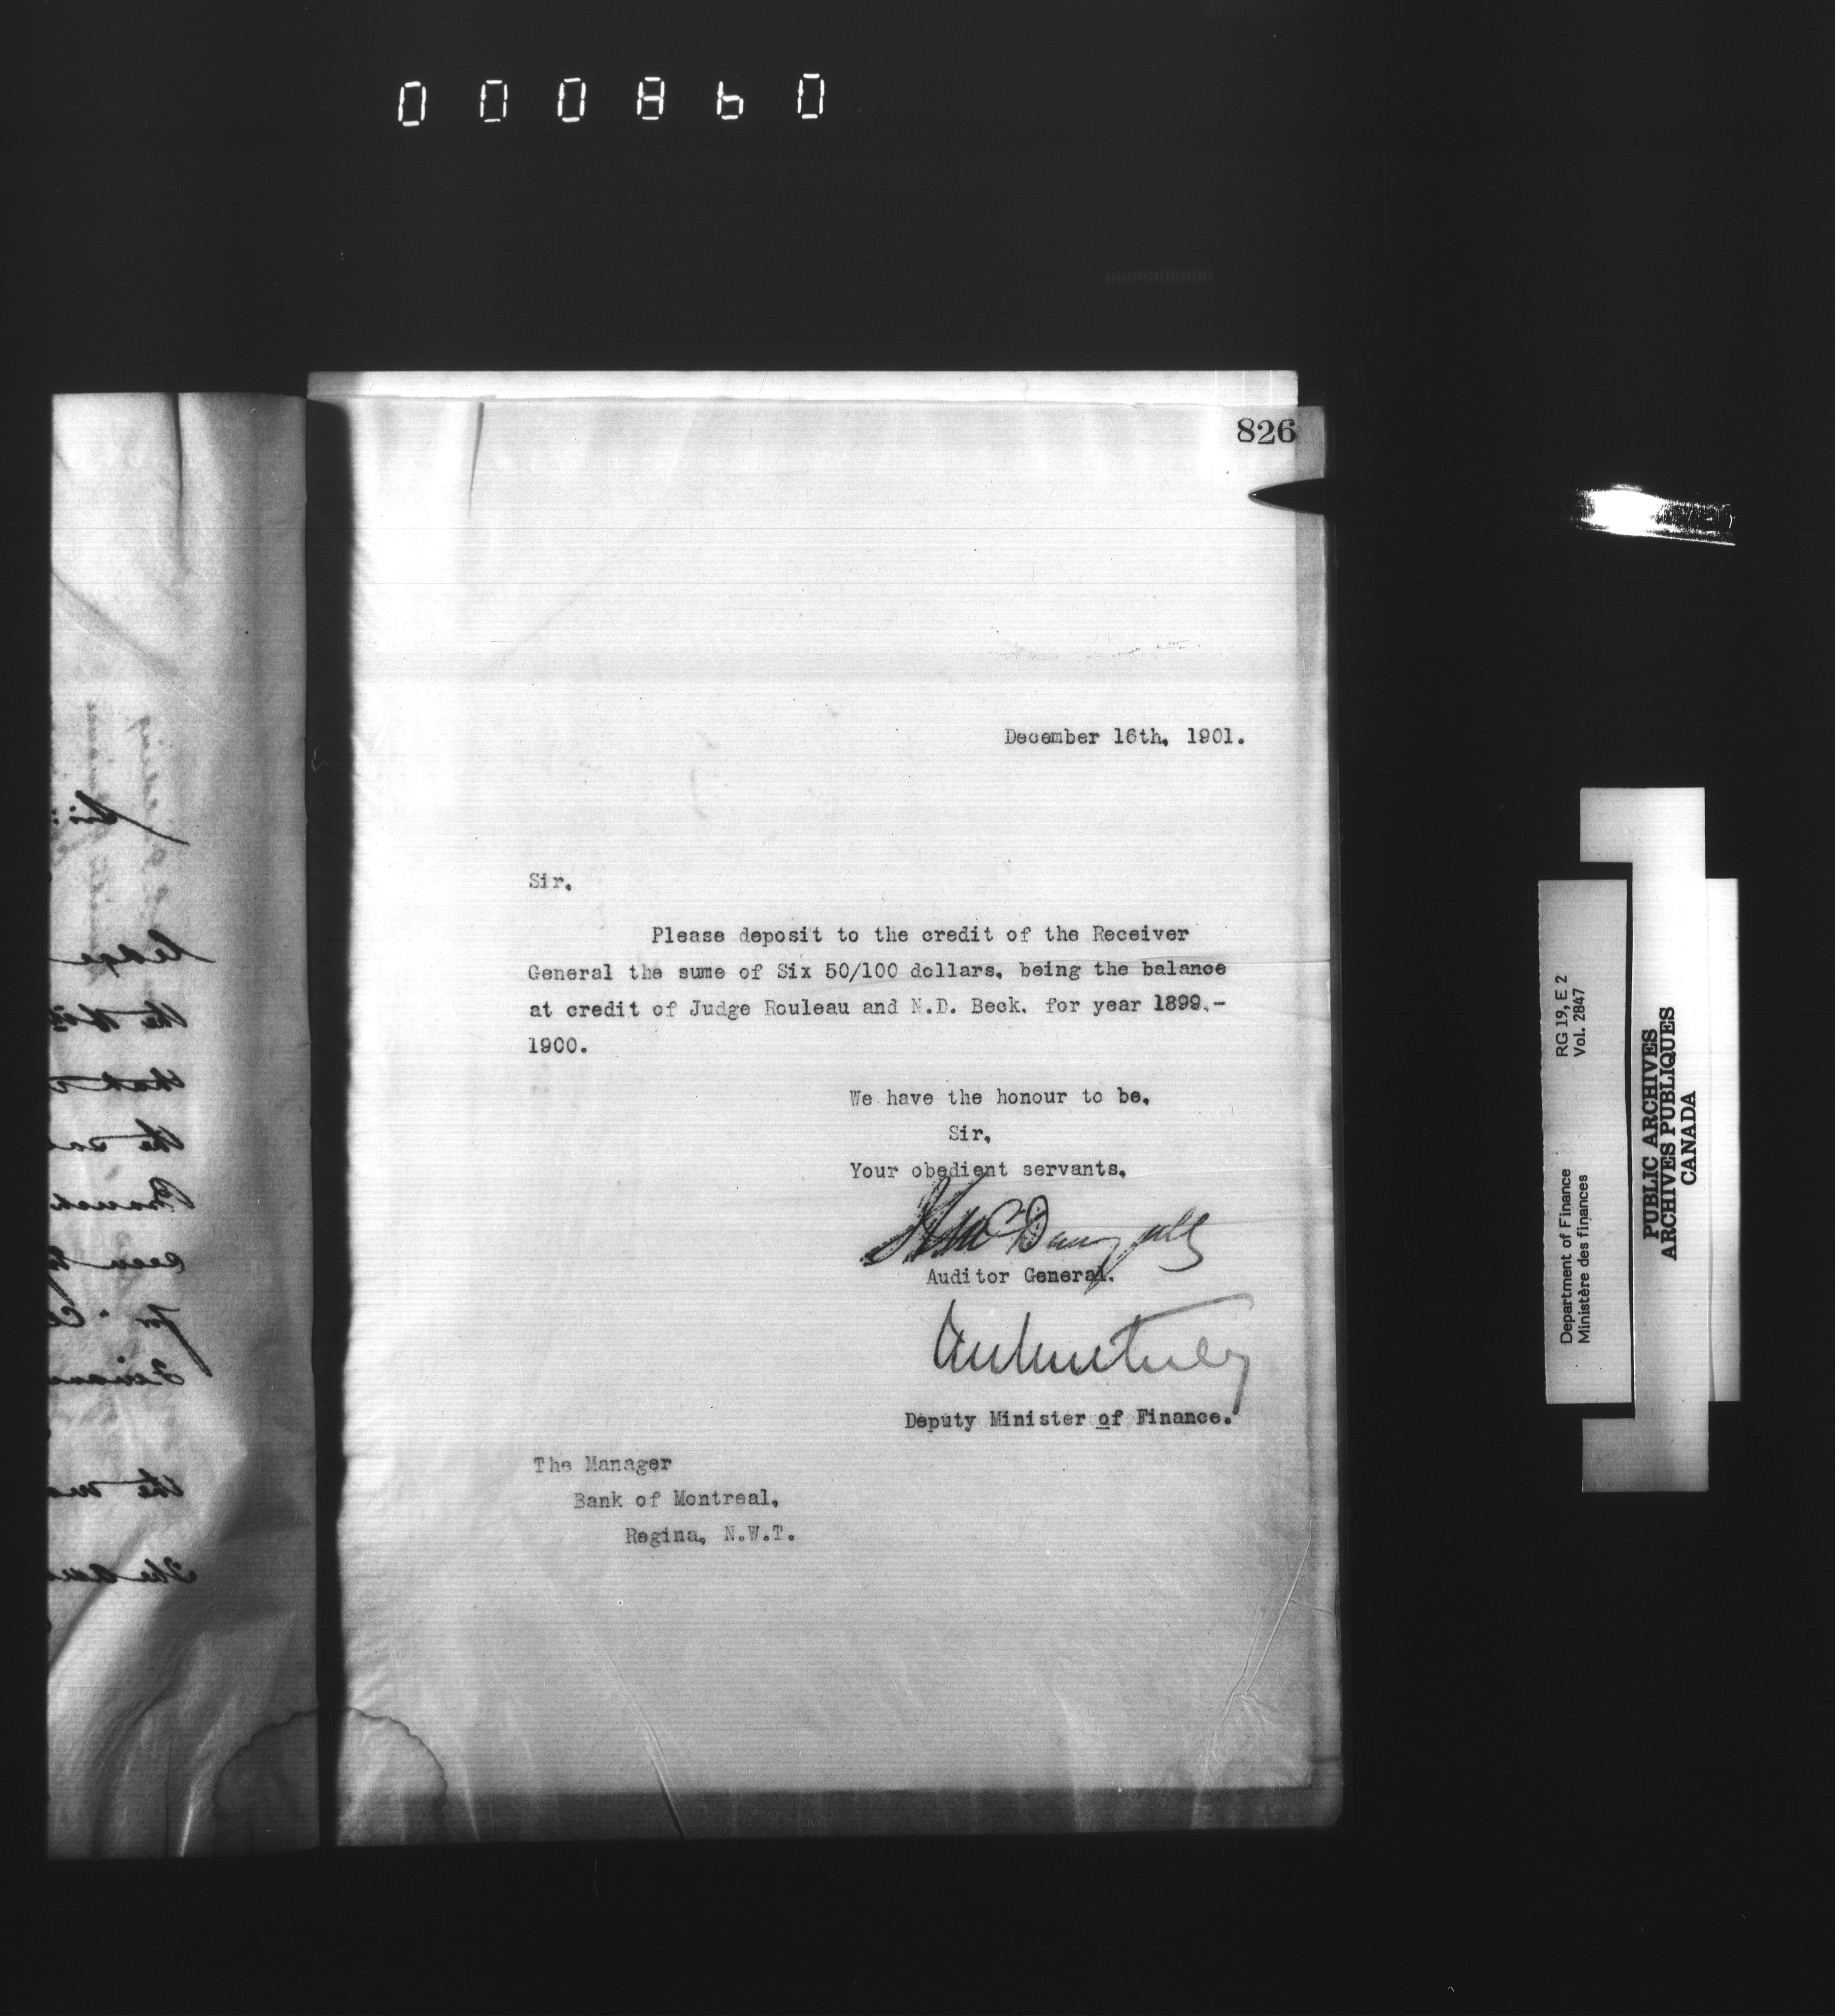 000860
826
December 16th, 1901.
Sir,
Please deposit to the credit of the Receiver
General the sume of Six 50/100 dollars, being the balance
at credit of Judge Rouleau and N.D. Beck. for year 1899.-
1900.
We have the honour to be,
Sir,
Your obedient servants,
Auditor General.
Deputy Minister of Finance.
The Manager
Bank of Montreal,
Regina, N.W.T.
Department of Finance RG 19, E 2
Ministère des finances Vol. 2847
PUBLIC ARCHIVES
ARCHIVES PUBLIQUES
CANADA